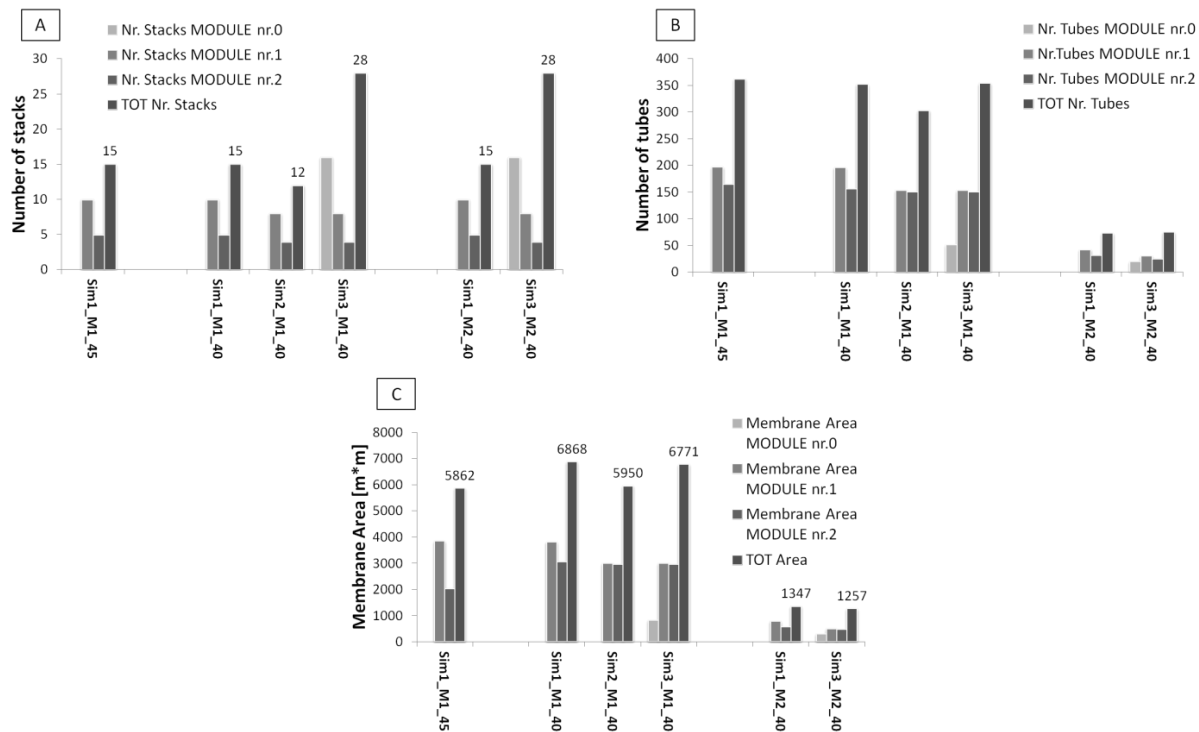 A
Nr. Stacks MODULE nr.0
Nr. Stacks MODULE nr.1
Nr. Stacks MODULE nr.2
TOT Nr. Stacks
Number of stacks
30
25
20
15
10
5
0
15
15
12
28
15
28
Sim1_M1_45
Sim1_M1_40
Sim2_M1_40
Sim3_M1_40
Sim1_M2_40
Sim3_M2_40
B
Nr. Tubes MODULE nr.0
Nr.Tubes MODULE nr.1
Nr. Tubes MODULE nr.2
TOT Nr. Tubes
Number of tubes
400
350
300
250
200
150
100
50
0
Sim1_M1_45
Sim1_M1_40
Sim2_M1_40
Sim3_M1_40
Sim1_M2_40
Sim3_M2_40
C
Membrane Area
MODULE nr.0
Membrane Area
MODULE nr.1
Membrane Area
MODULE nr.2
TOT Area
Membrane Area [m*m]
8000
7000
6000
5000
4000
3000
2000
1000
0
5862
6868
5950
6771
1347
1257
Sim1_M1_45
Sim1_M1_40
Sim2_M1_40
Sim3_M1_40
Sim1_M2_40
Sim3_M2_40